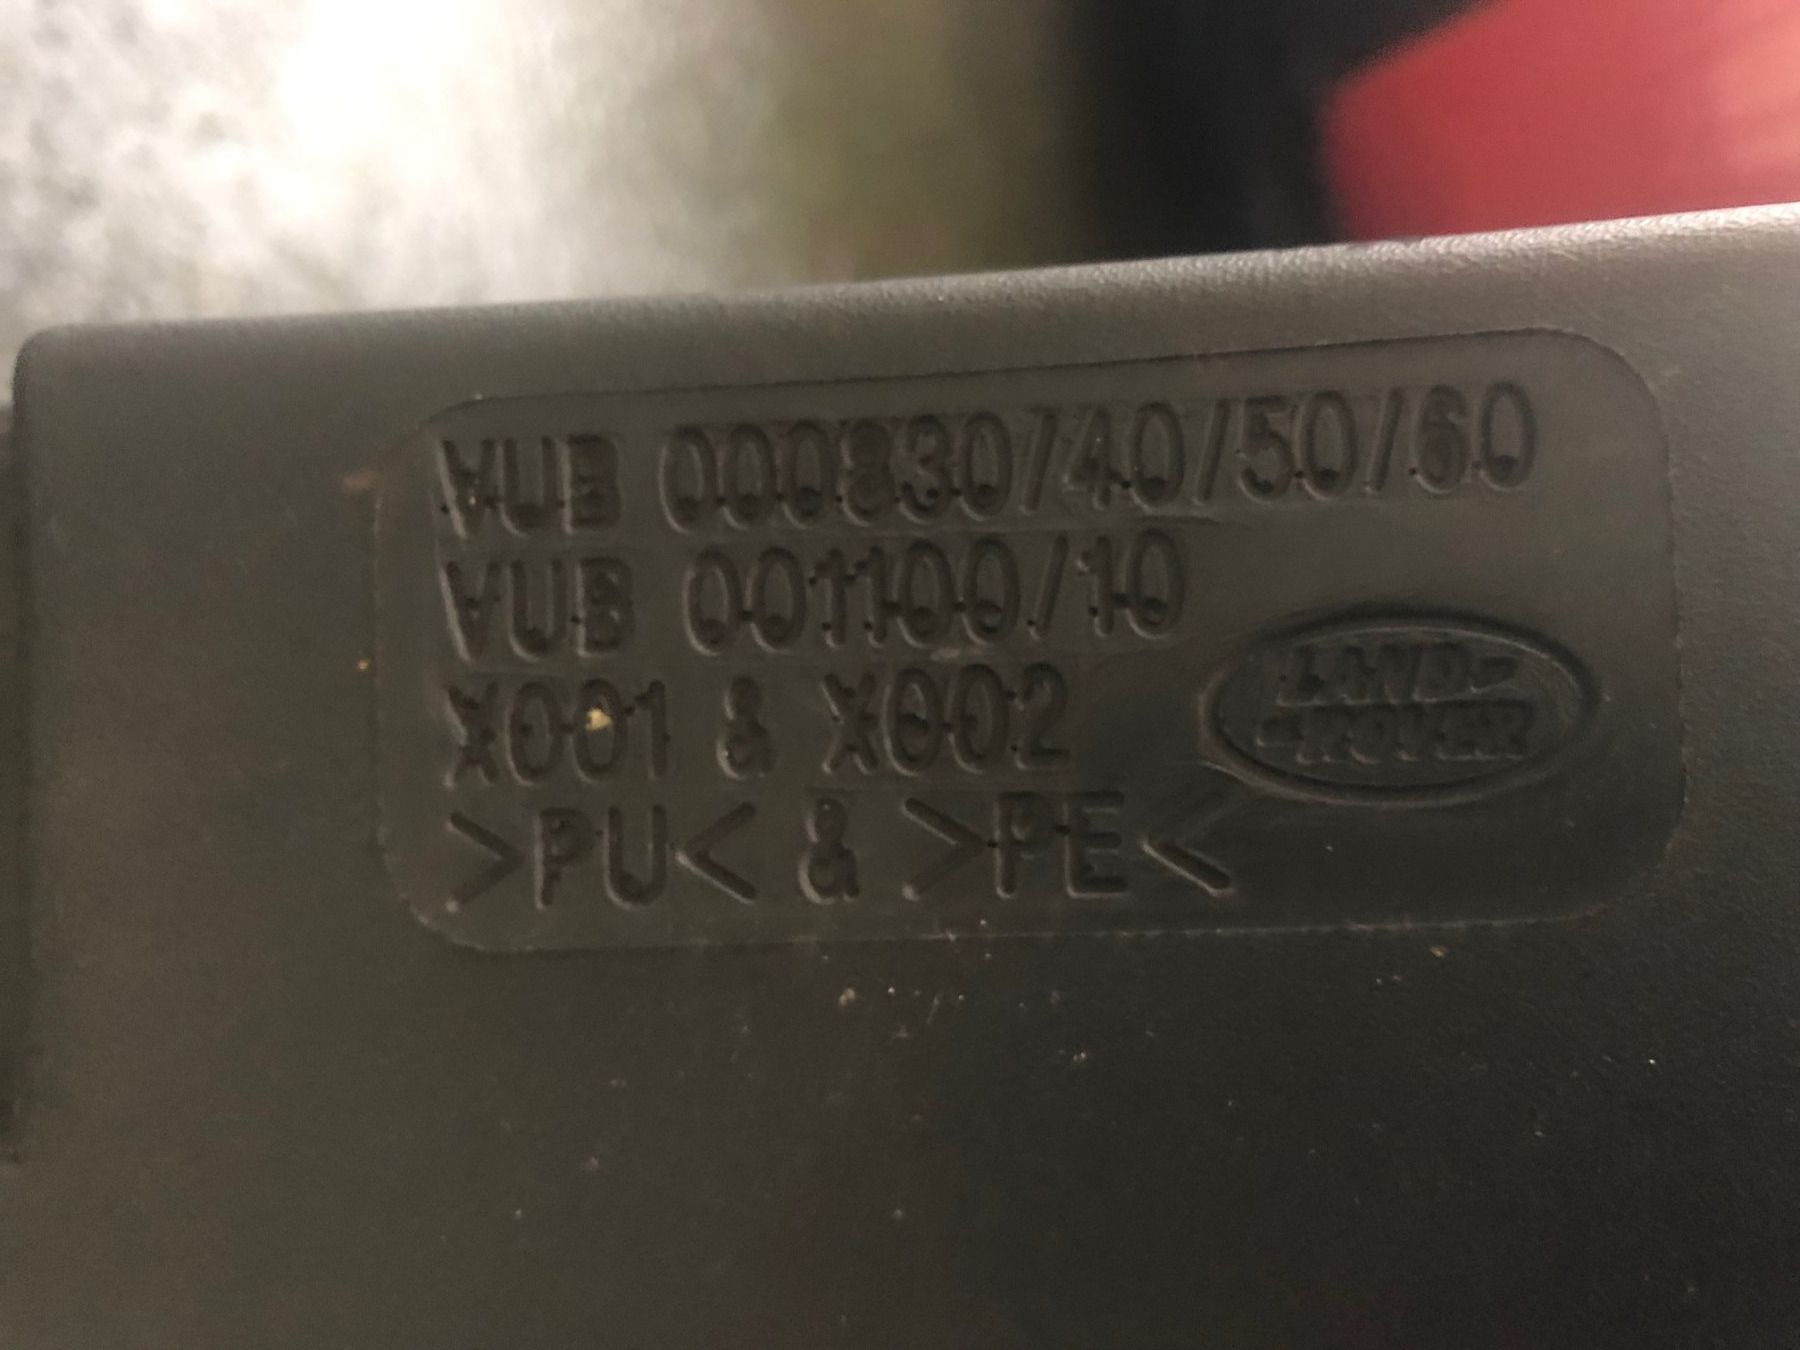 VUB 000830/40/50/60
VUB 001100/10
X001 & X002
LAND-
-ROVER
>PU< & >PE<